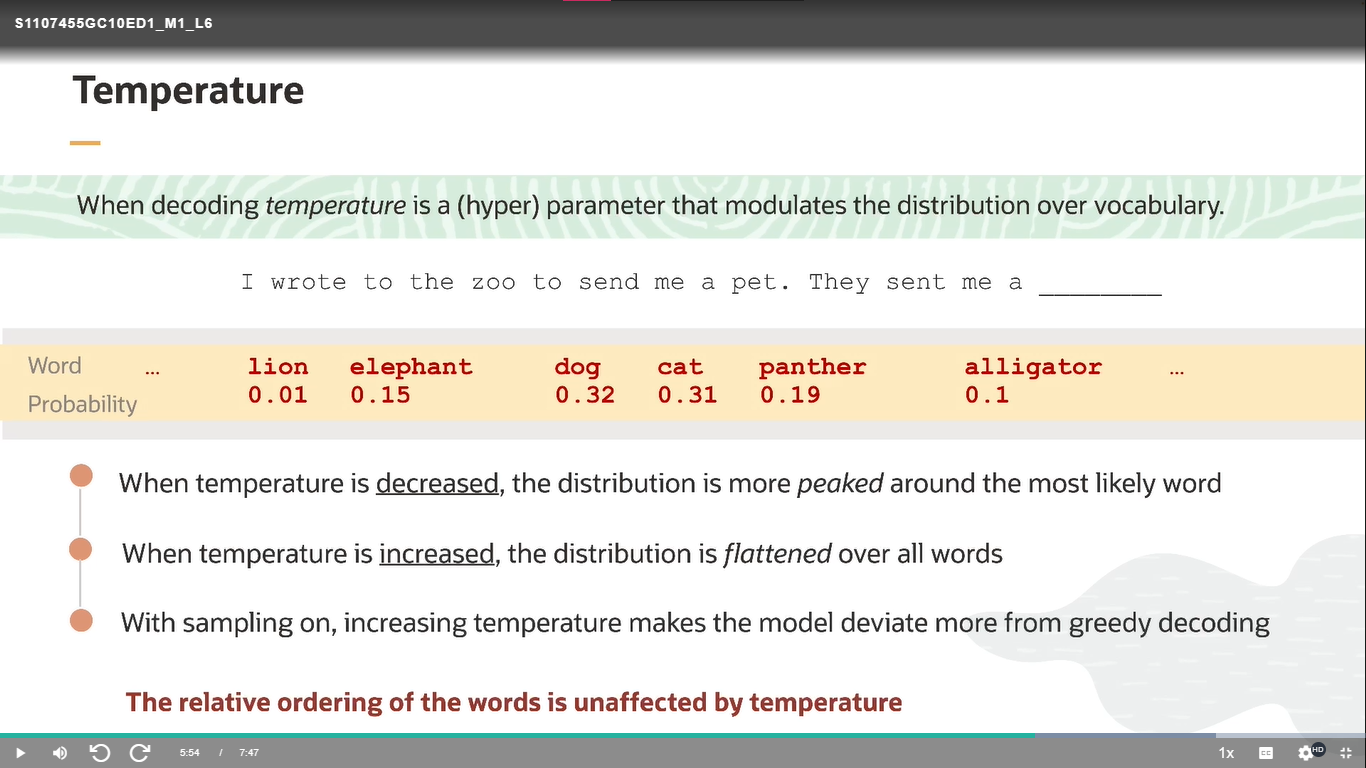 S1107455GC10ED1_M1_L6
Temperature
When decoding temperature is a (hyper) parameter that modulates the distribution over vocabulary.
I wrote to the zoo to send me a pet. They sent me a ________
Word ... lion elephant dog cat panther alligator ...
Probability 0.01 0.15 0.32 0.31 0.19 0.1
When temperature is decreased, the distribution is more peaked around the most likely word
When temperature is increased, the distribution is flattened over all words
With sampling on, increasing temperature makes the model deviate more from greedy decoding
The relative ordering of the words is unaffected by temperature
5:54 / 7:47 1x CC HD